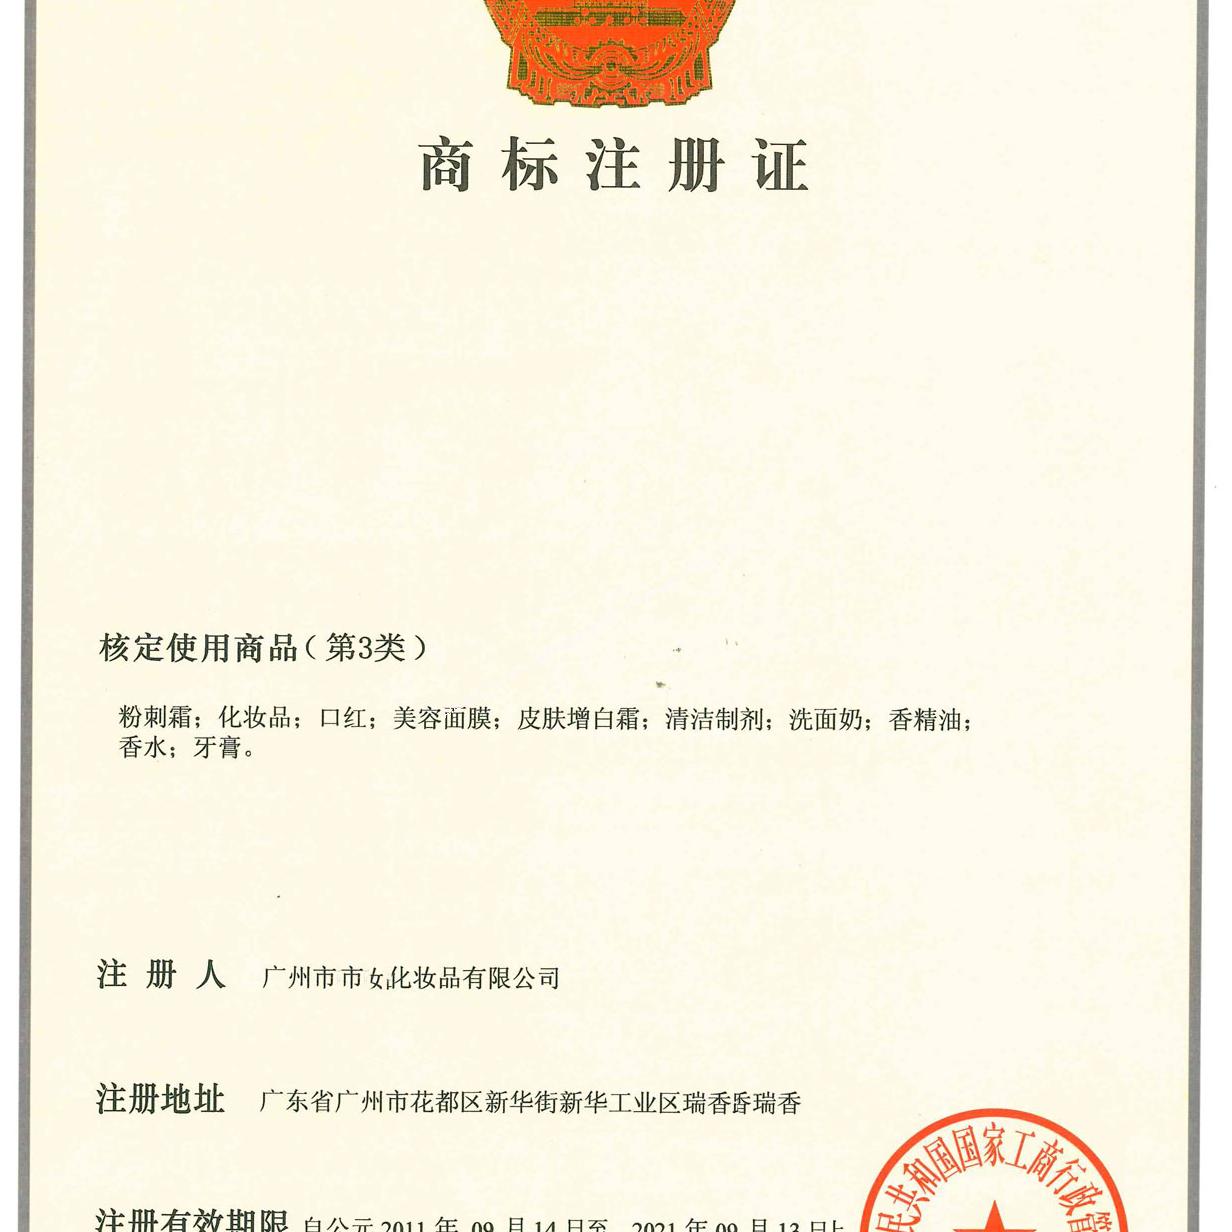 商标注册证
核定使用商品（第3类）
粉刺霜；化妆品；口红；美容面膜；皮肤增白霜；清洁制剂；洗面奶；香精油；
香水；牙膏。
注 册 人 广州市市 化妆品有限公司
注册地址 广东省广州市花都区新华街新华工业区瑞香 瑞香
民共和国国家工商行政管
注册有效期限 自公元 2011 年 09 月 14 日至 2021 年 09 月 13 日